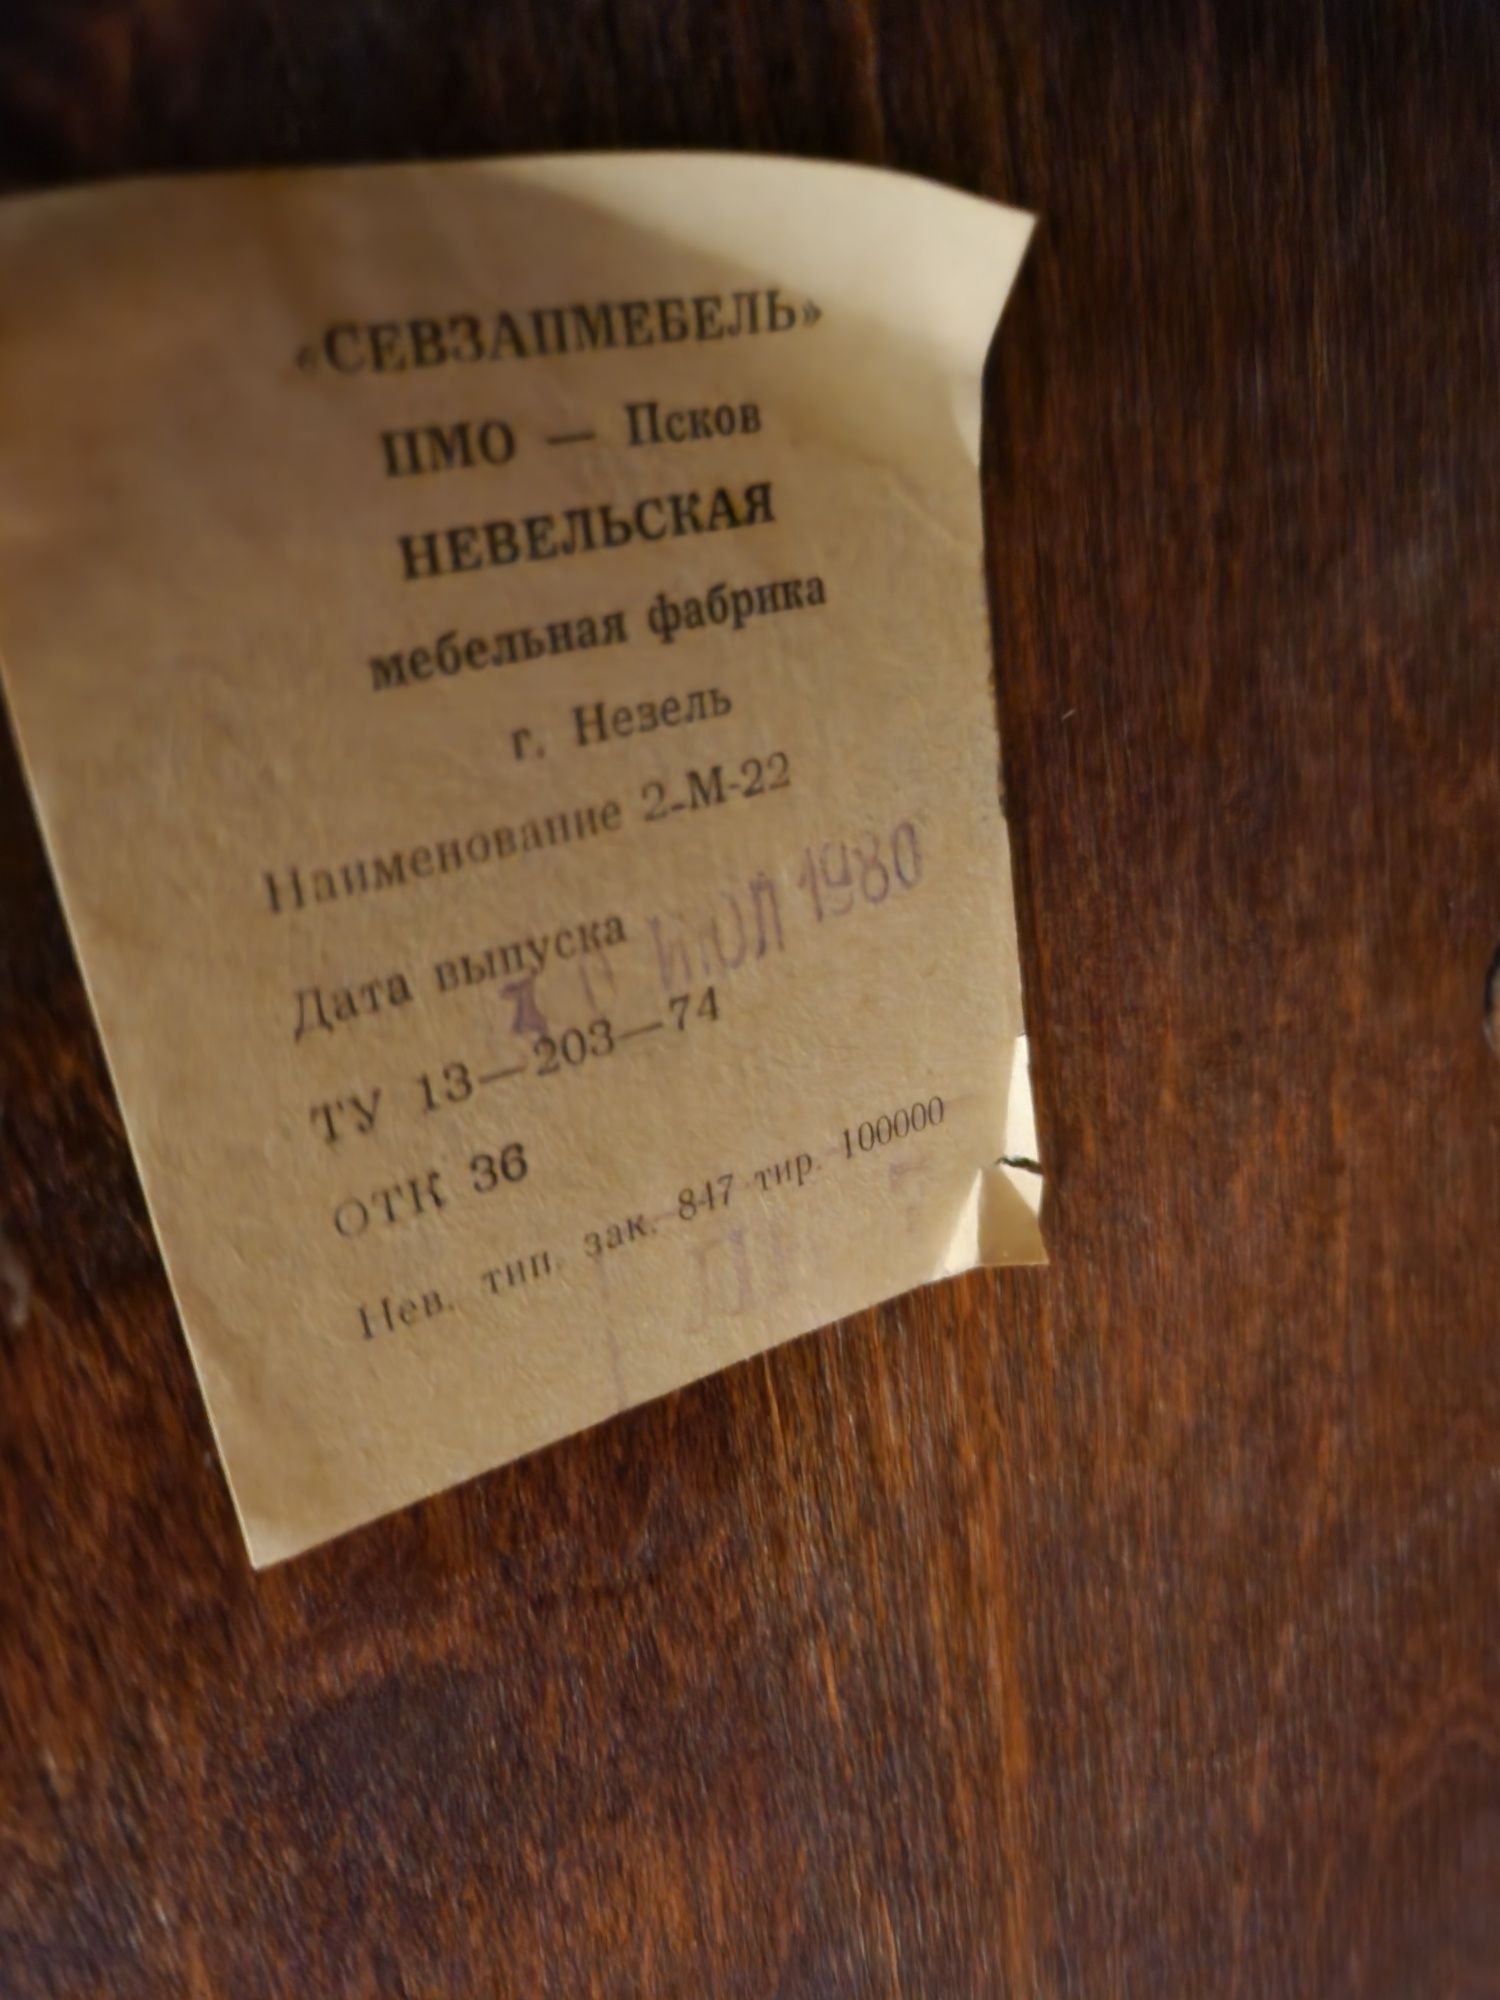 «СЕВЗАПМЕБЕЛЬ»
ПМО — Псков
НЕВЕЛЬСКАЯ
мебельная фабрика
г. Незель
Наименование 2-М-22
Дата выпуска ИЮЛ 1980
ТУ 13—203—74
ОТК 36
Нев. тип. зак. 847 тир. 100000